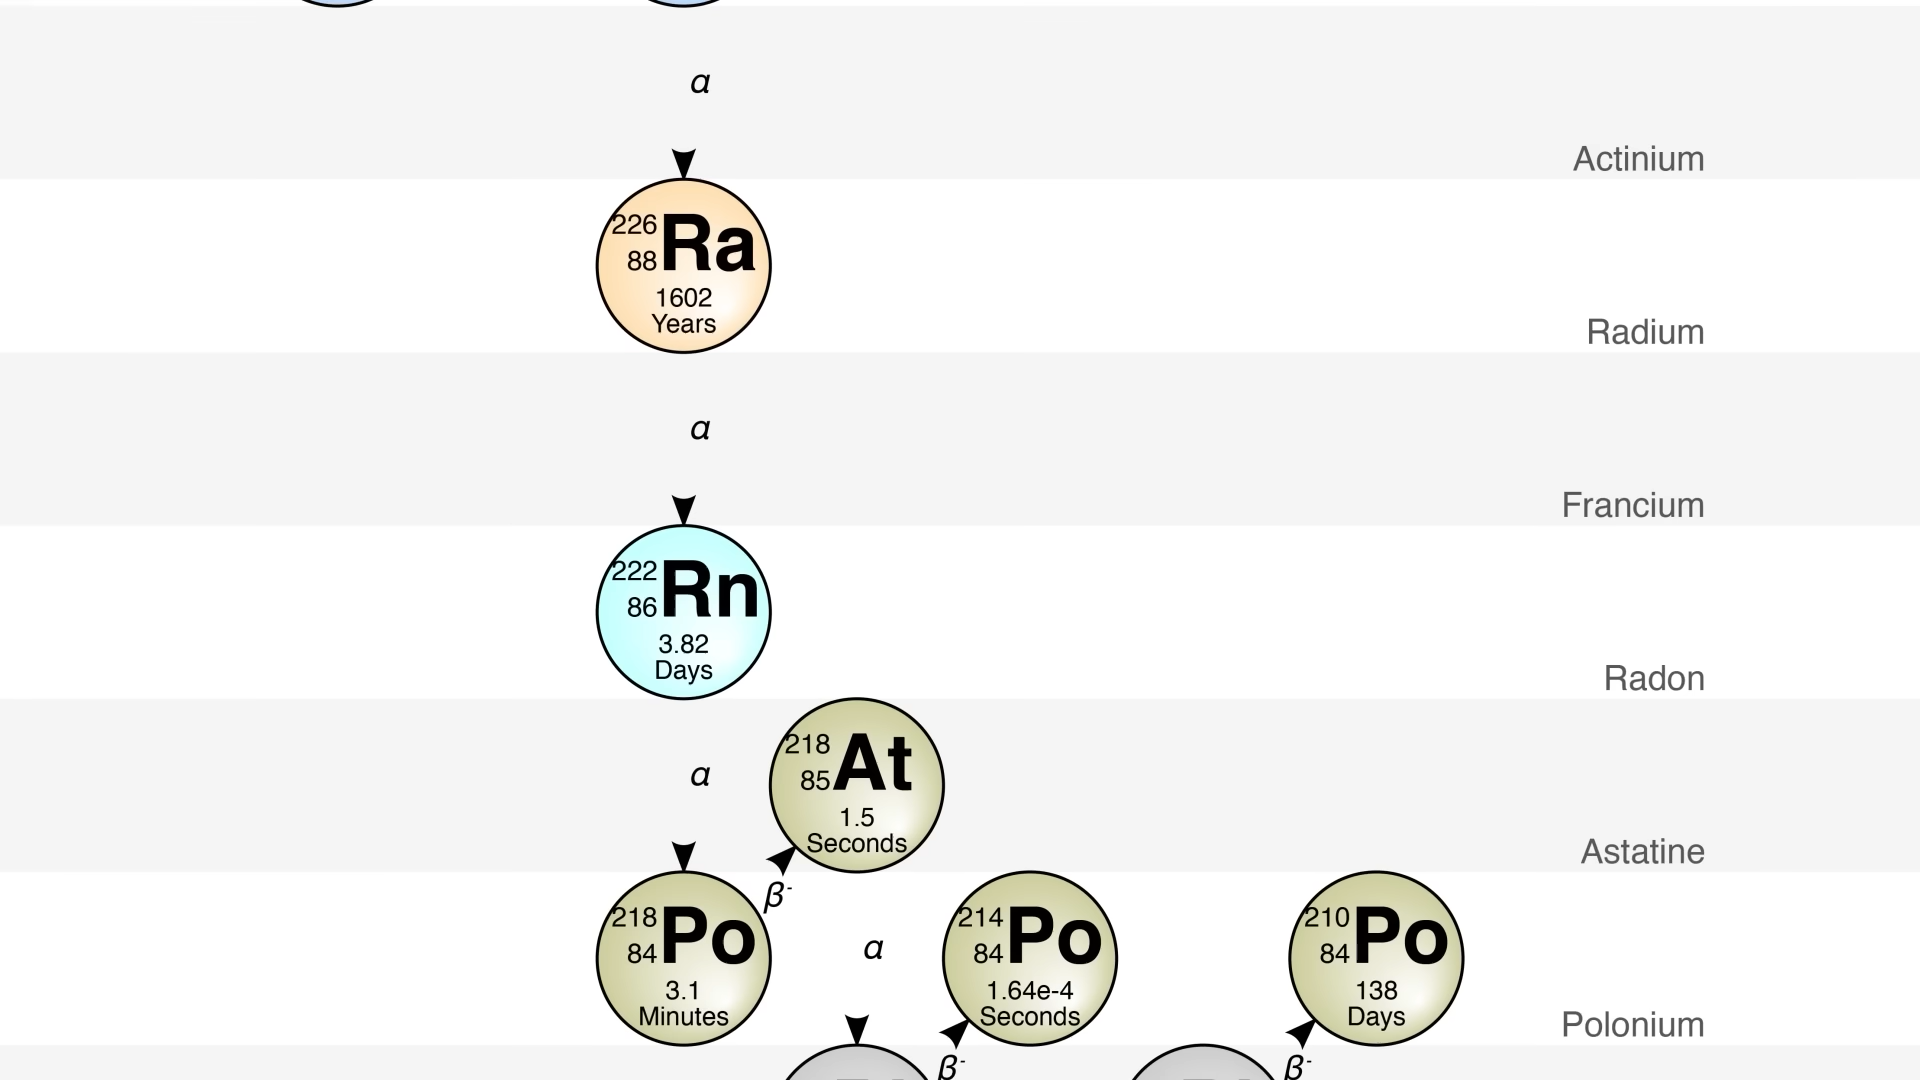 α
Actinium
226
88
Ra
1602
Years
Radium
α
Francium
222
86
Rn
3.82
Days
Radon
218
85
At
1.5
Seconds
α
Astatine
β-
218
84
Po
3.1
Minutes
α
214
84
Po
1.64e-4
Seconds
210
84
Po
138
Days
Polonium
β-
β-